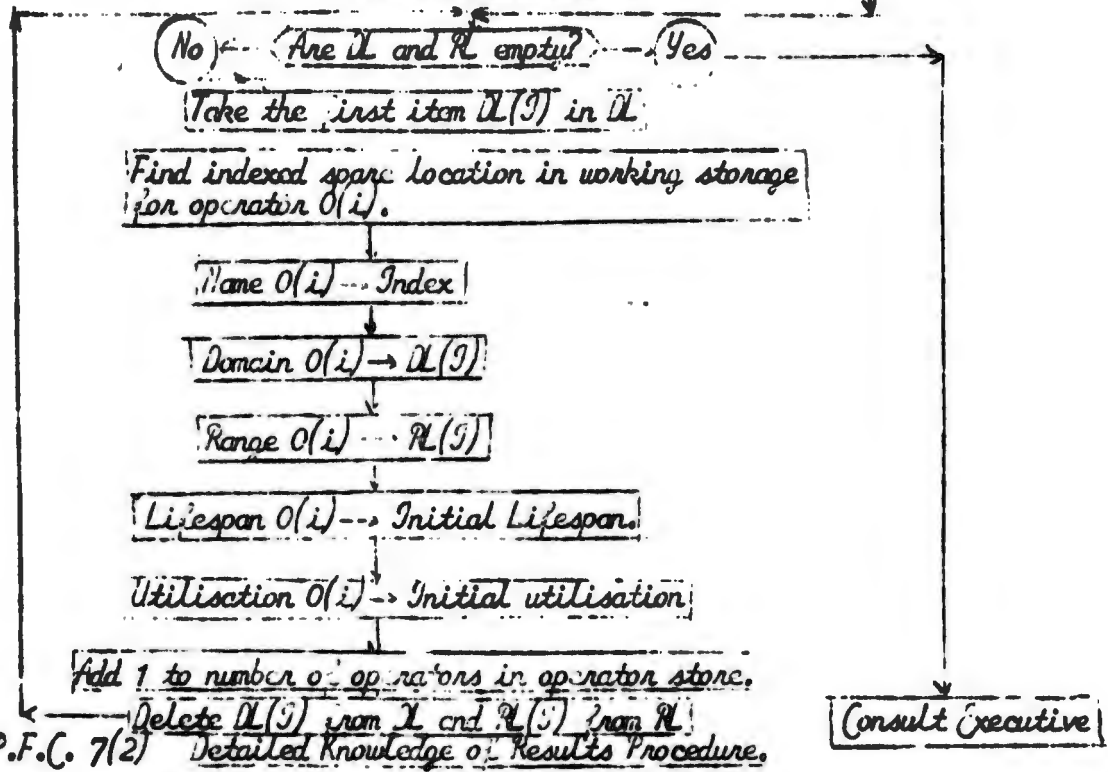 No Are DL and RL empty? Yes
Take the first item DL(I) in DL
Find indexed spare location in working storage
for operator O(i).
Name O(i) → Index
Domain O(i) → DL(I)
Range O(i) → RL(I)
Lifespan O(i) → Initial Lifespan.
Utilisation O(i) → Initial utilisation
Add 1 to number of operators in operator store.
Delete DL(I) from DL and RL(I) from RL
Consult Executive
P.F.C. 7(2) Detailed Knowledge of Results Procedure.